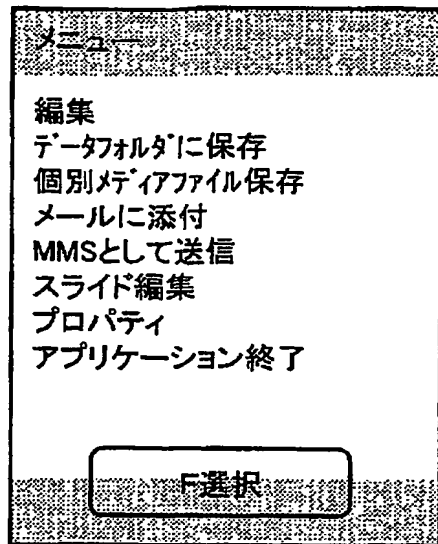 メニュー
編集
ﾃﾞｰﾀﾌｫﾙﾀﾞに保存
個別ﾒﾃﾞｨｱﾌｧｲﾙ保存
メールに添付
MMSとして送信
スライド編集
プロパティ
アプリケーション終了
F選択